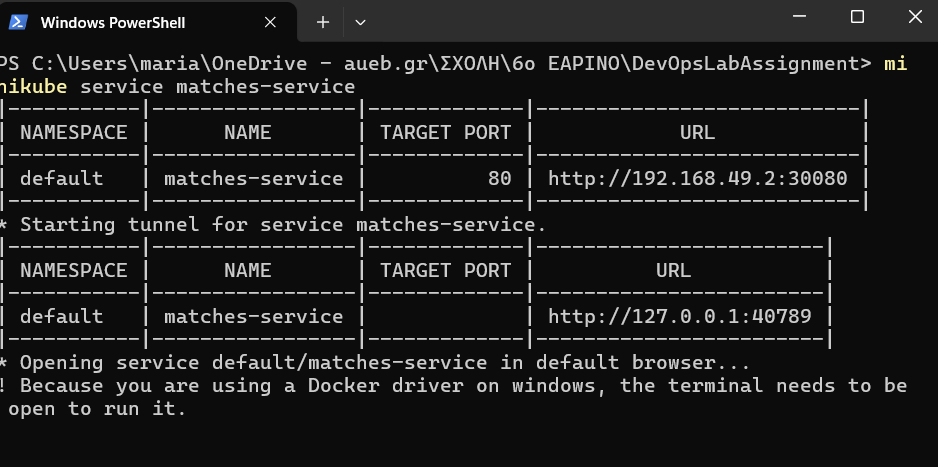 Windows PowerShell
PS C:\Users\maria\OneDrive - aueb.gr\ΣΧΟΛΗ\6ο ΕΑΡΙΝΟ\DevOpsLabAssignment> mi
nikube service matches-service
|-----------|-----------------|-------------|---------------------------|
| NAMESPACE |      NAME       | TARGET PORT |            URL            |
|-----------|-----------------|-------------|---------------------------|
| default   | matches-service |          80 | http://192.168.49.2:30080 |
|-----------|-----------------|-------------|---------------------------|
* Starting tunnel for service matches-service.
|-----------|-----------------|-------------|------------------------|
| NAMESPACE |      NAME       | TARGET PORT |          URL           |
|-----------|-----------------|-------------|------------------------|
| default   | matches-service |             | http://127.0.0.1:40789 |
|-----------|-----------------|-------------|------------------------|
* Opening service default/matches-service in default browser...
! Because you are using a Docker driver on windows, the terminal needs to be
 open to run it.